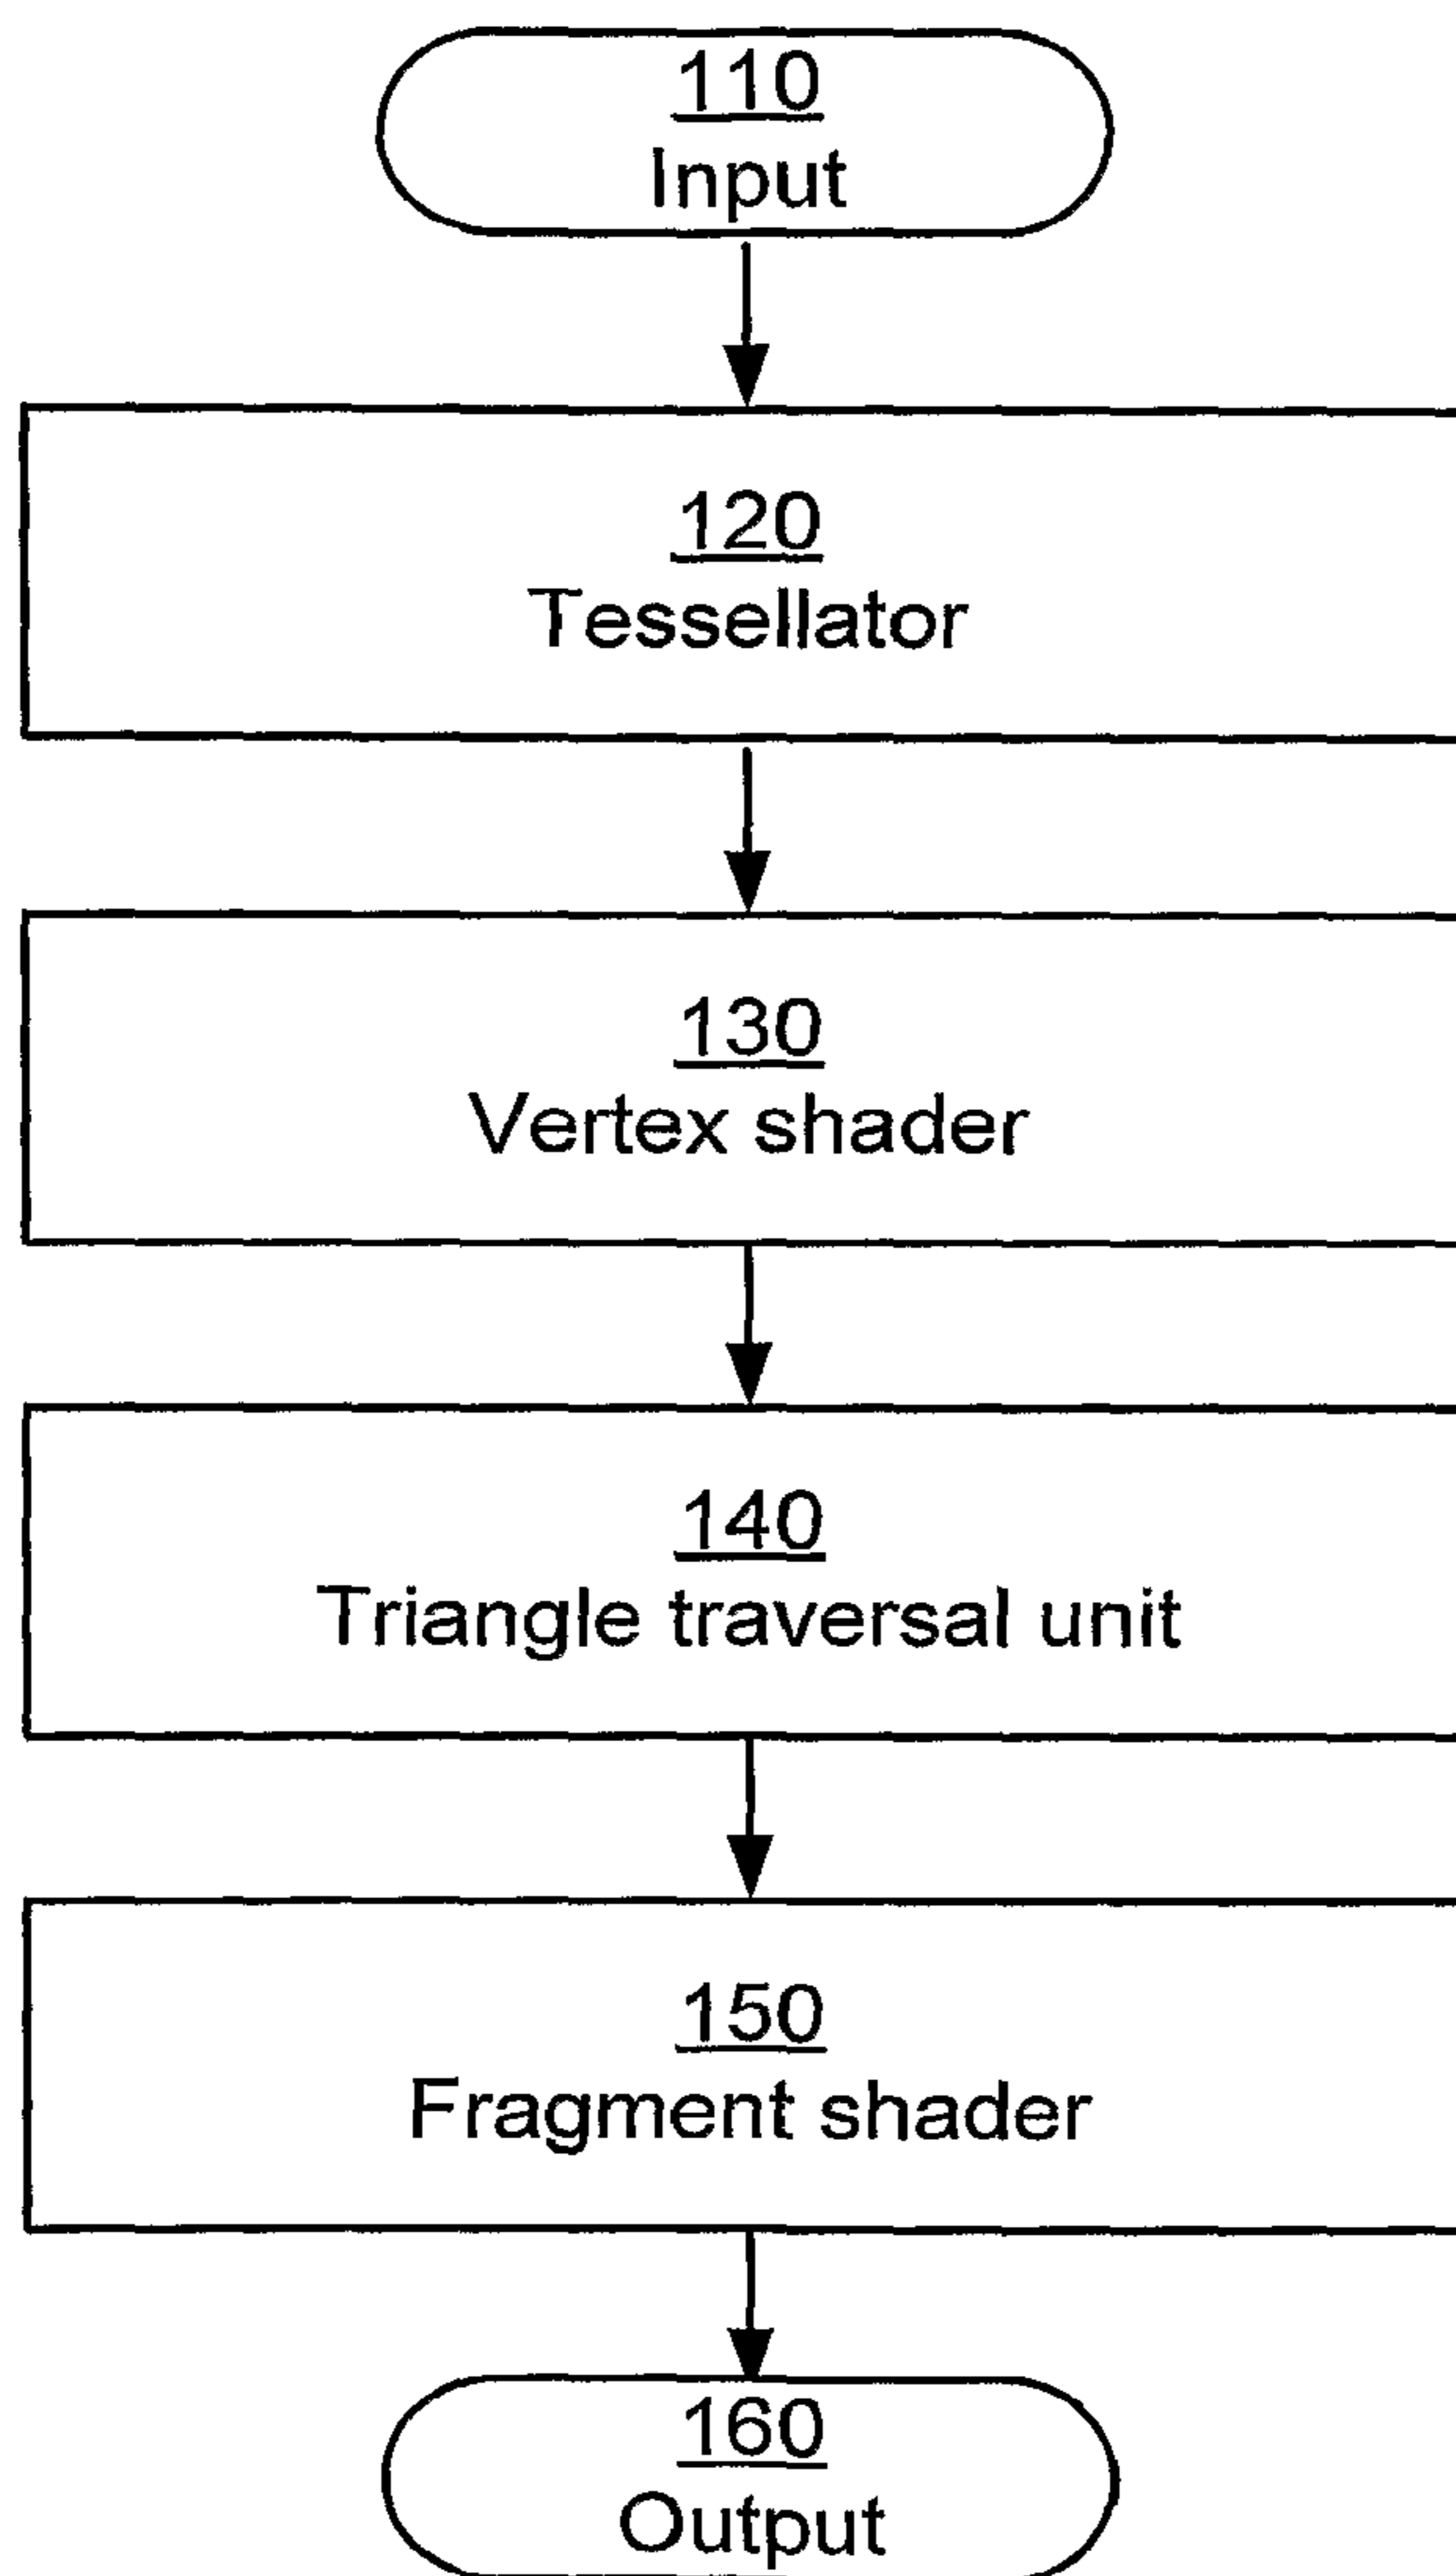 110
Input
120
Tessellator
130
Vertex shader
140
Triangle traversal unit
150
Fragment shader
160
Output